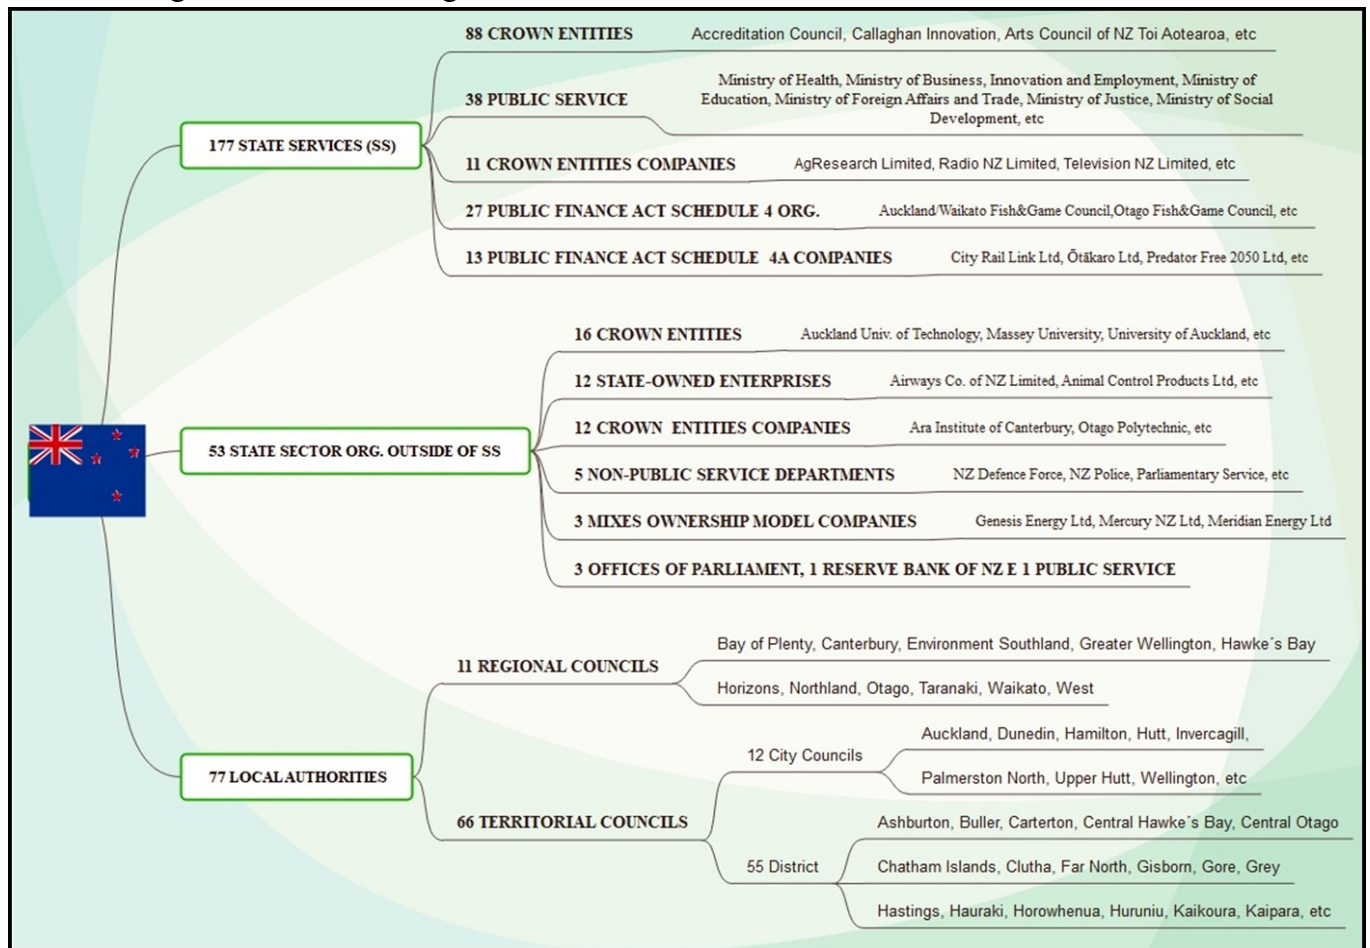 88 CROWN ENTITIES
Accreditation Council, Callaghan Innovation, Arts Council of NZ Toi Aotearoa, etc
38 PUBLIC SERVICE
Ministry of Health, Ministry of Business, Innovation and Employment, Ministry of
Education, Ministry of Foreign Affairs and Trade, Ministry of Justice, Ministry of Social
Development, etc
177 STATE SERVICES (SS)
11 CROWN ENTITIES COMPANIES
AgResearch Limited, Radio NZ Limited, Television NZ Limited, etc
27 PUBLIC FINANCE ACT SCHEDULE 4 ORG.
Auckland/Waikato Fish&Game Council,Otago Fish&Game Council, etc
13 PUBLIC FINANCE ACT SCHEDULE 4A COMPANIES
City Rail Link Ltd, Ōtākaro Ltd, Predator Free 2050 Ltd, etc
16 CROWN ENTITIES
Auckland Univ. of Technology, Massey University, University of Auckland, etc
12 STATE-OWNED ENTERPRISES
Airways Co. of NZ Limited, Animal Control Products Ltd, etc
12 CROWN ENTITIES COMPANIES
Ara Institute of Canterbury, Otago Polytechnic, etc
53 STATE SECTOR ORG. OUTSIDE OF SS
5 NON-PUBLIC SERVICE DEPARTMENTS
NZ Defence Force, NZ Police, Parliamentary Service, etc
3 MIXES OWNERSHIP MODEL COMPANIES
Genesis Energy Ltd, Mercury NZ Ltd, Meridian Energy Ltd
3 OFFICES OF PARLIAMENT, 1 RESERVE BANK OF NZ E 1 PUBLIC SERVICE
11 REGIONAL COUNCILS
Bay of Plenty, Canterbury, Environment Southland, Greater Wellington, Hawke´s Bay
Horizons, Northland, Otago, Taranaki, Waikato, West
77 LOCAL AUTHORITIES
66 TERRITORIAL COUNCILS
12 City Councils
Auckland, Dunedin, Hamilton, Hutt, Invercagill,
Palmerston North, Upper Hutt, Wellington, etc
55 District
Ashburton, Buller, Carterton, Central Hawke´s Bay, Central Otago
Chatham Islands, Clutha, Far North, Gisborn, Gore, Grey
Hastings, Hauraki, Horowhenua, Huruniu, Kaikoura, Kaipara, etc